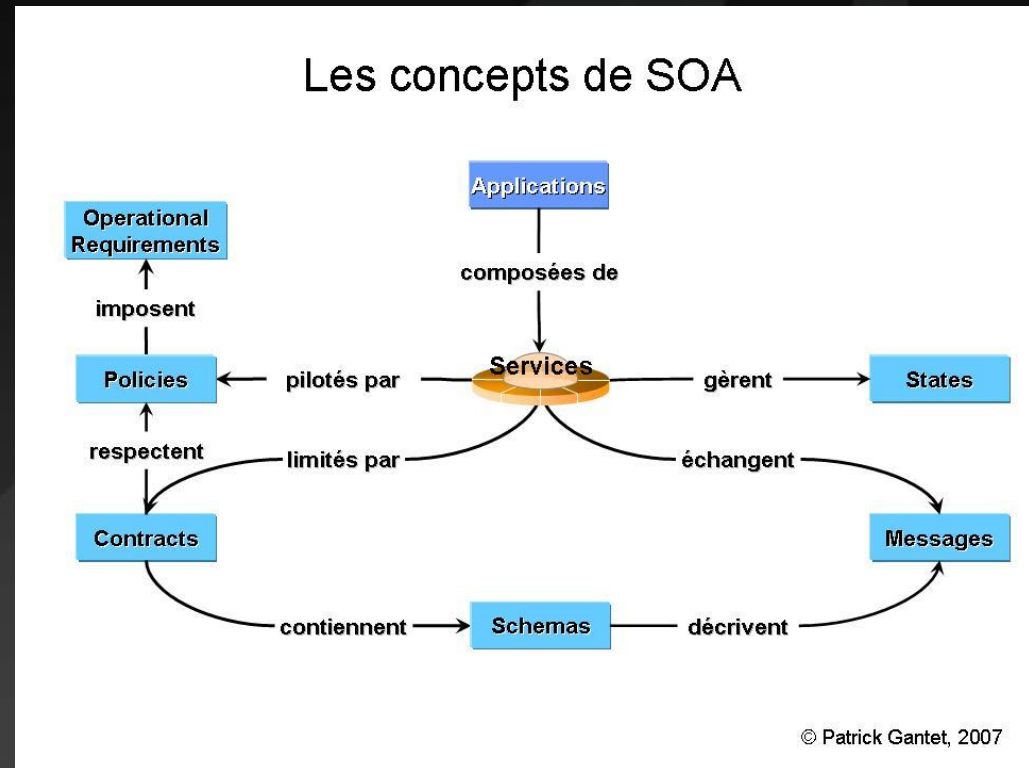 Les concepts de SOA
Applications
Operational
Requirements
composées de
imposent
Services
Policies
pilotés par
gèrent
States
respectent
limités par
échangent
Contracts
Messages
contiennent
Schemas
décrivent
© Patrick Gantet, 2007